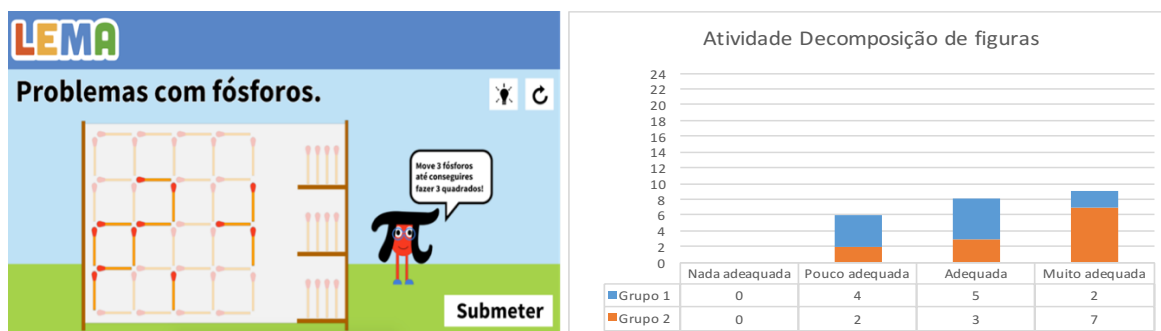 LEMA
Problemas com fósforos.
Move 3 fósforos
até conseguires
fazer 3 quadrados!
Submeter
Atividade Decomposição de figuras
24
22
20
18
16
14
12
10
8
6
4
2
0
Nada adeaquada Pouco adequada Adequada Muito adequada
Grupo 1 0 4 5 2
Grupo 2 0 2 3 7